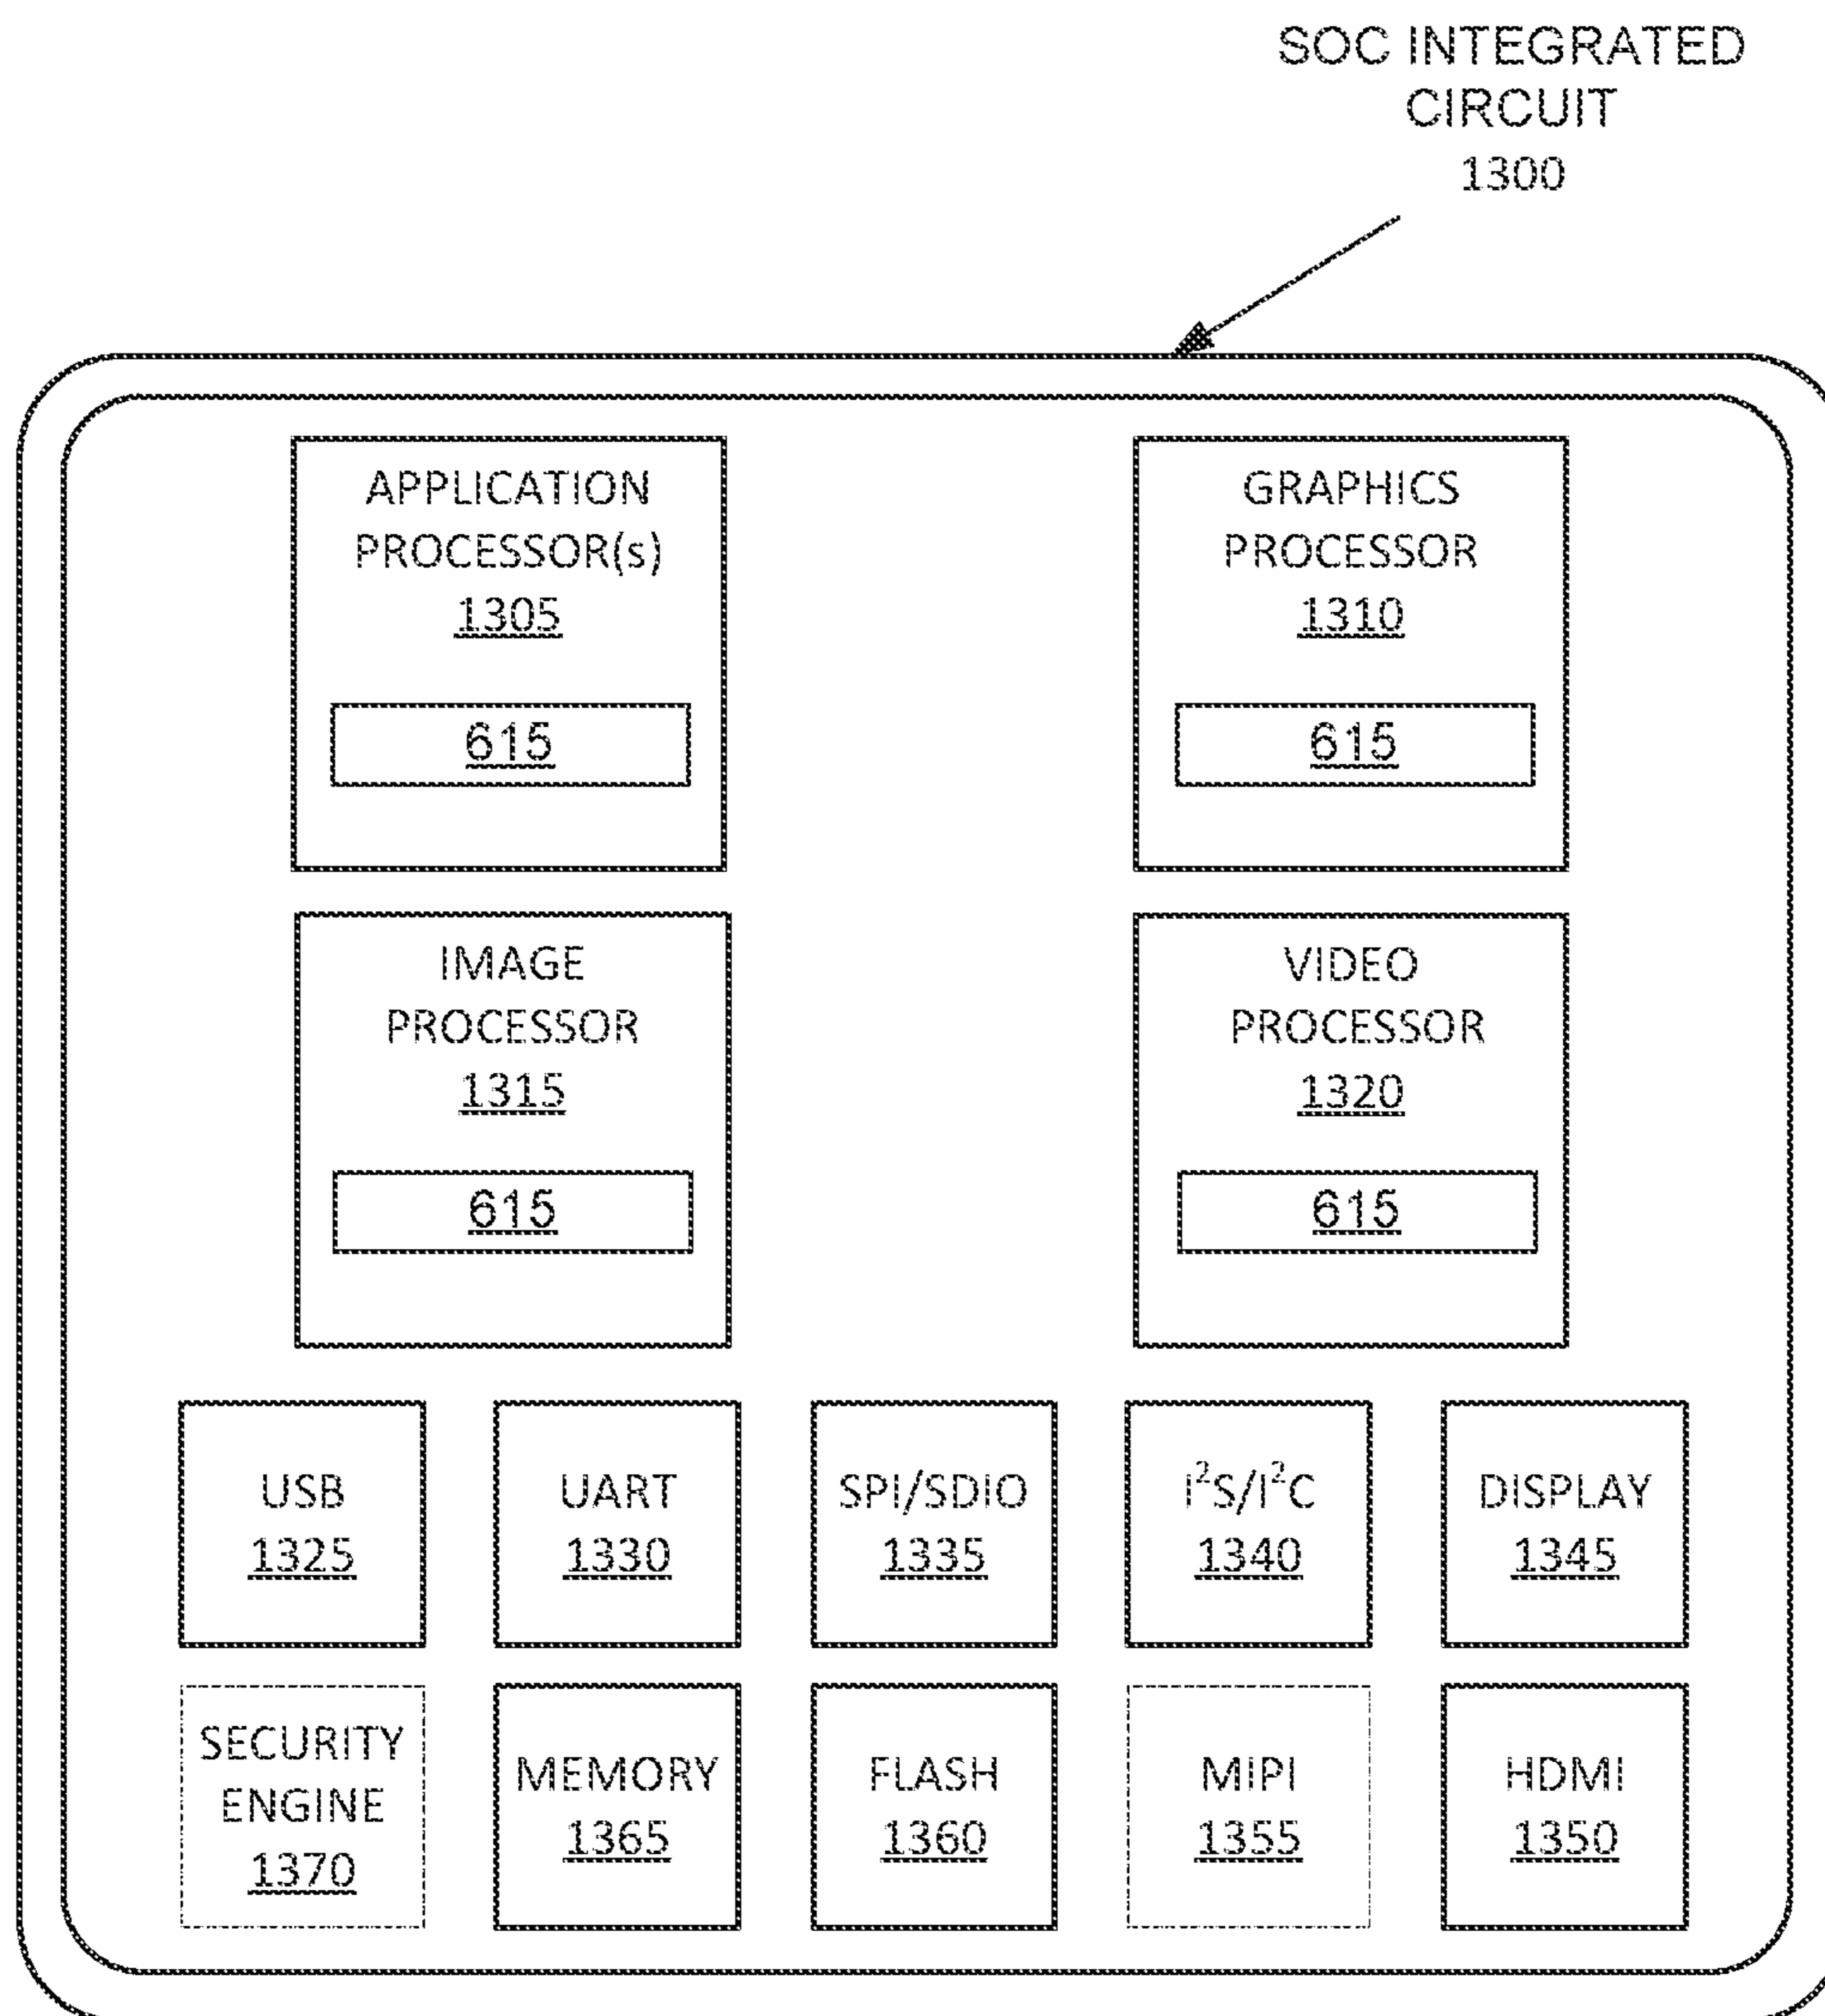 SOC INTEGRATED
CIRCUIT
1300
APPLICATION
PROCESSOR(s)
1305
615
GRAPHICS
PROCESSOR
1310
615
IMAGE
PROCESSOR
1315
615
VIDEO
PROCESSOR
1320
615
USB
1325
UART
1330
SPI/SDIO
1335
I²S/I²C
1340
DISPLAY
1345
SECURITY
ENGINE
1370
MEMORY
1365
FLASH
1360
MIPI
1355
HDMI
1350